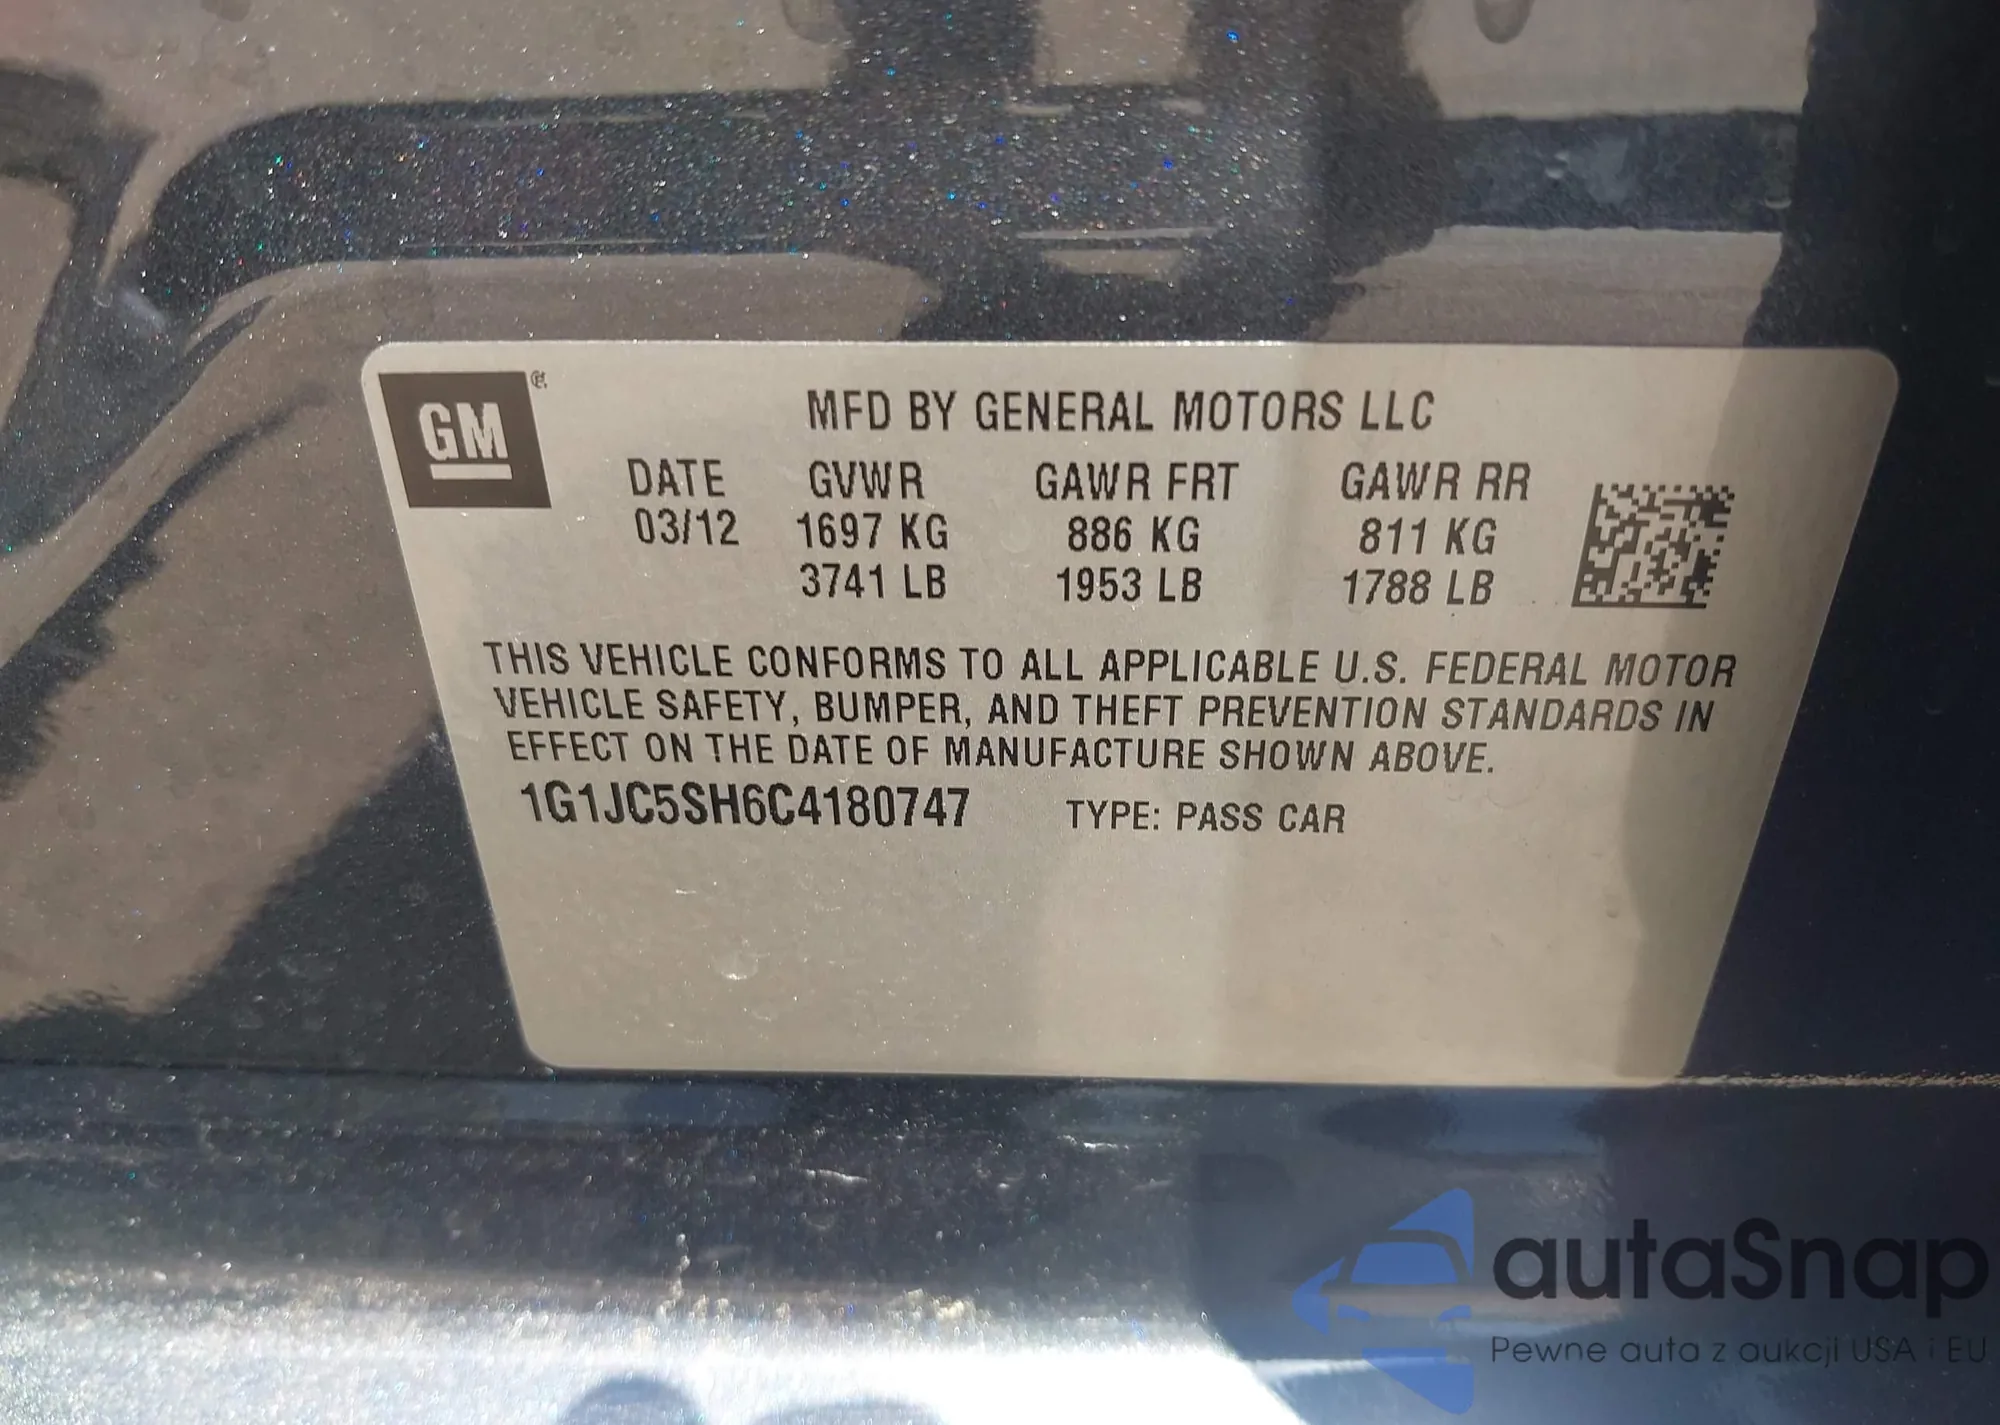 GM
MFD BY GENERAL MOTORS LLC
DATE GVWR GAWR FRT GAWR RR
03/12 1697 KG 886 KG 811 KG
3741 LB 1953 LB 1788 LB
THIS VEHICLE CONFORMS TO ALL APPLICABLE U.S. FEDERAL MOTOR
VEHICLE SAFETY, BUMPER, AND THEFT PREVENTION STANDARDS IN
EFFECT ON THE DATE OF MANUFACTURE SHOWN ABOVE.
1G1JC5SH6C4180747 TYPE: PASS CAR
autaSnap
Pewne auta z aukcji USA i EU